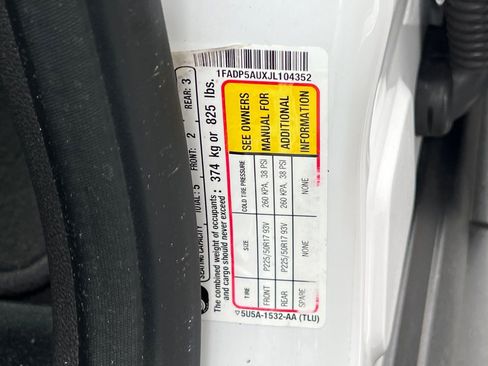 SEATING CAPACITY TOTAL: 5 FRONT: 2 REAR: 3
The combined weight of occupants
and cargo should never exceed : 374 kg or 825 lbs.
TIRE SIZE COLD TIRE PRESSURE SEE OWNERS
FRONT P225/50R17 93V 260 KPA, 38 PSI MANUAL FOR
REAR P225/50R17 93V 260 KPA, 38 PSI ADDITIONAL
SPARE NONE NONE INFORMATION
5U5A-1532-AA (TLU)
1FADP5AUXJL104352